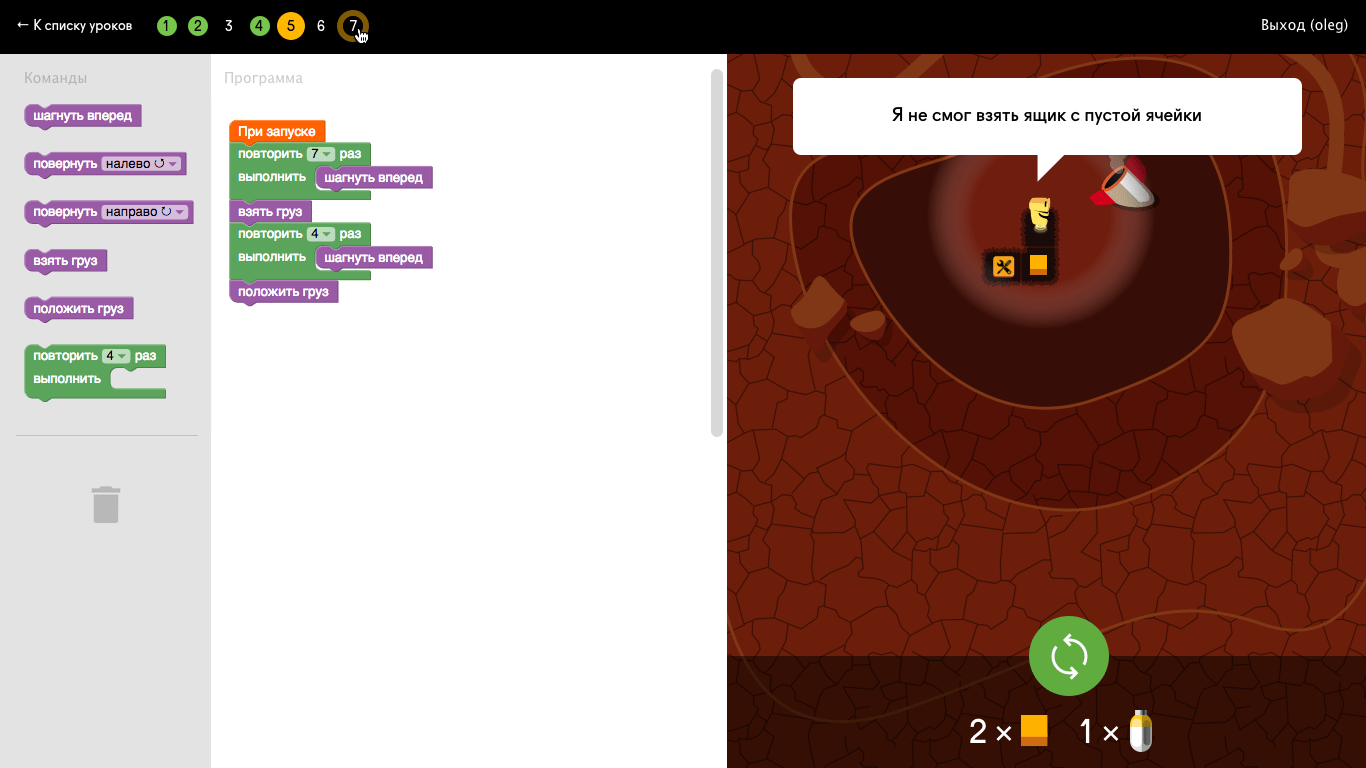 ← К списку уроков 1 2 3 4 5 6 7 Выход (oleg)
Команды
шагнуть вперед
повернуть налево
повернуть направо
взять груз
положить груз
повторить 4 раз
выполнить
Программа
При запуске
повторить 7 раз
выполнить шагнуть вперед
взять груз
повторить 4 раз
выполнить шагнуть вперед
положить груз
Я не смог взять ящик с пустой ячейки
2 × 1 ×